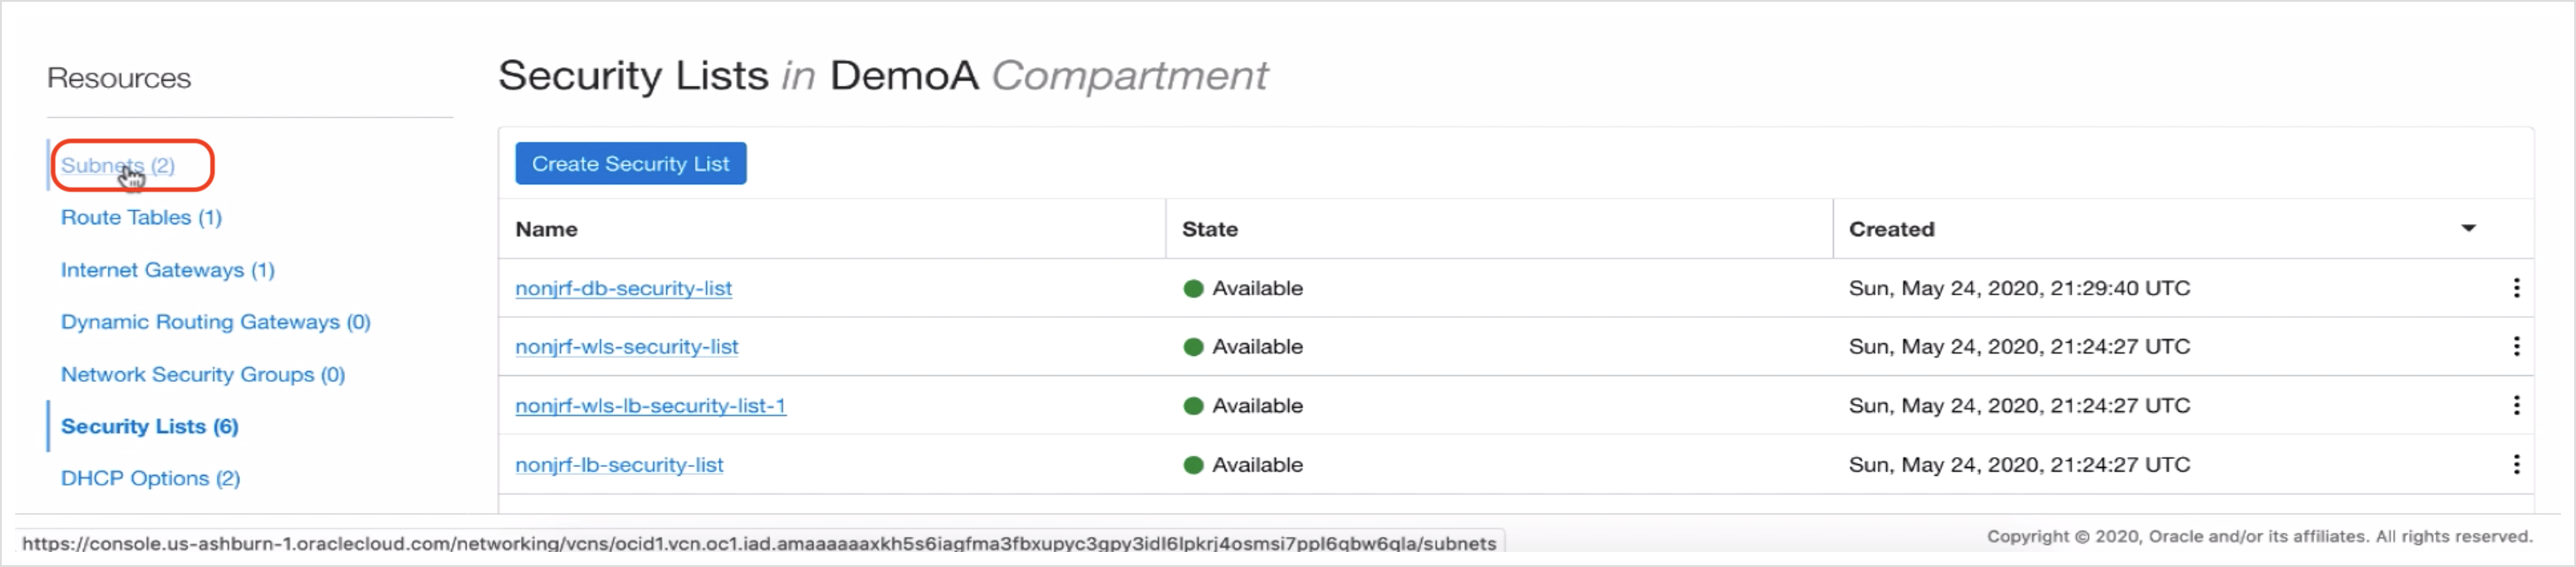 Resources
Subnets (2)
Route Tables (1)
Internet Gateways (1)
Dynamic Routing Gateways (0)
Network Security Groups (0)
Security Lists (6)
DHCP Options (2)
Security Lists in DemoA Compartment
Create Security List
Name State Created
nonjrf-db-security-list Available Sun, May 24, 2020, 21:29:40 UTC
nonjrf-wls-security-list Available Sun, May 24, 2020, 21:24:27 UTC
nonjrf-wls-lb-security-list-1 Available Sun, May 24, 2020, 21:24:27 UTC
nonjrf-lb-security-list Available Sun, May 24, 2020, 21:24:27 UTC
https://console.us-ashburn-1.oraclecloud.com/networking/vcns/ocid1.vcn.oc1.iad.amaaaaaaxkh5s6iagfma3fbxupyc3gpy3idl6lpkrj4osmsi7ppl6qbw6qla/subnets
Copyright © 2020, Oracle and/or its affiliates. All rights reserved.